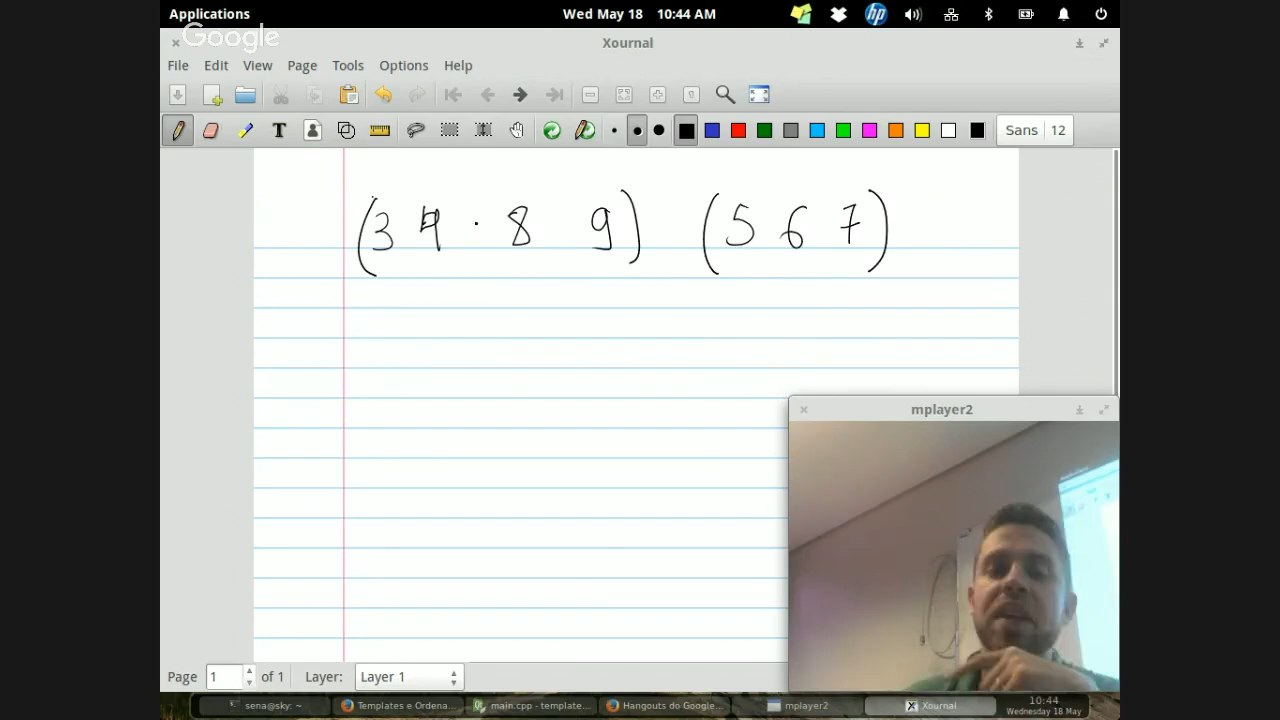 Applications Wed May 18 10:44 AM
Google
Xournal
File Edit View Page Tools Options Help
T Sans 12
(3 4 · 8 9) (5 6 7)
mplayer2
Page 1 of 1 Layer: Layer 1
sena@sky: ~ Templates e Ordena... main.cpp - template... Hangouts do Google... mplayer2 Xournal 10:44
Wednesday 18 May